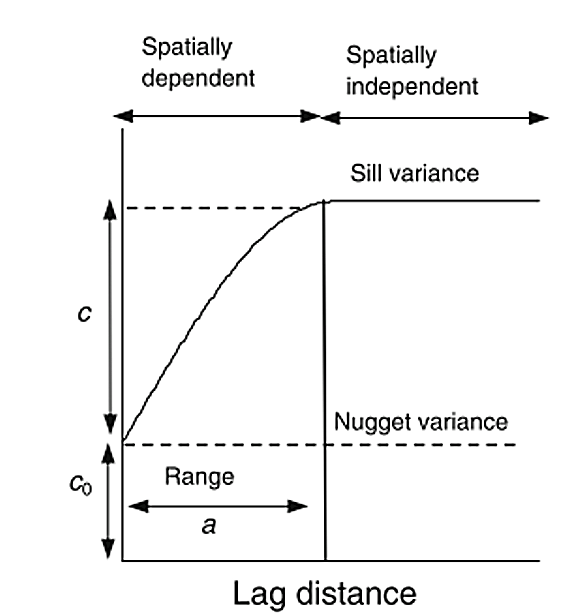 Spatially
dependent
Spatially
independent
Sill variance
c
Nugget variance
c₀
Range
a
Lag distance